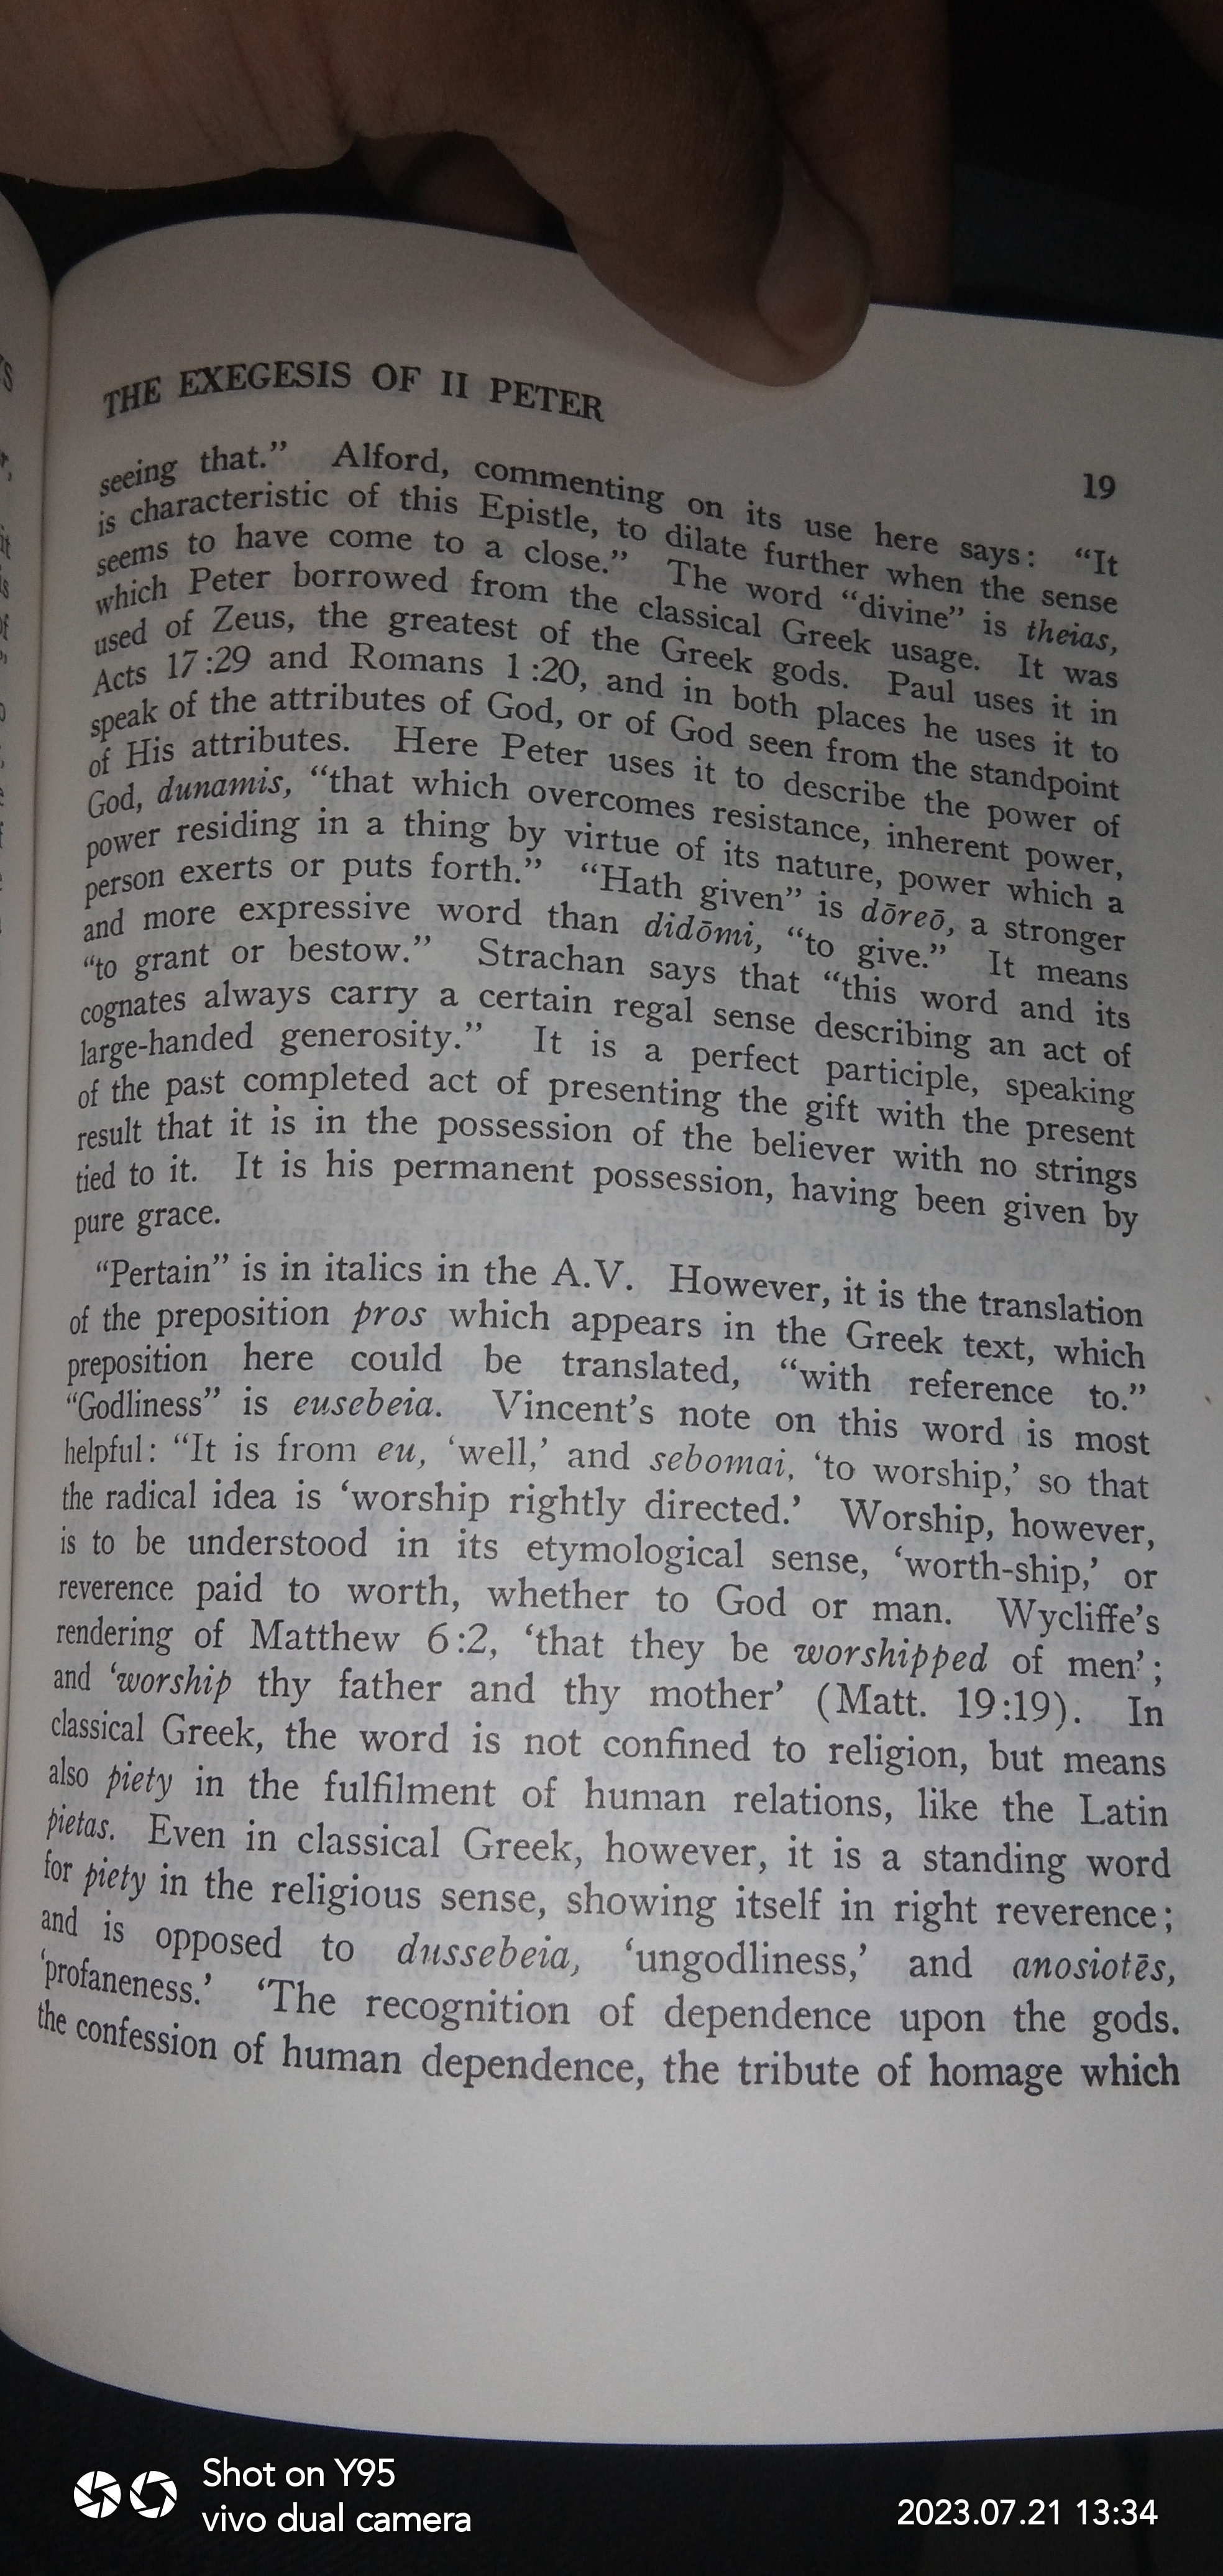 THE EXEGESIS OF II PETER
19
seeing that.” Alford, commenting on its use here says: “It
is characteristic of this Epistle, to dilate further when the sense
seems to have come to a close.” The word “divine” is theias,
which Peter borrowed from the classical Greek usage. It was
used of Zeus, the greatest of the Greek gods. Paul uses it in
Acts 17:29 and Romans 1:20, and in both places he uses it to
speak of the attributes of God, or of God seen from the standpoint
of His attributes. Here Peter uses it to describe the power of
God, dunamis, “that which overcomes resistance, inherent power,
power residing in a thing by virtue of its nature, power which a
person exerts or puts forth.” “Hath given” is dōreō, a stronger
and more expressive word than didōmi, “to give.” It means
“to grant or bestow.” Strachan says that “this word and its
cognates always carry a certain regal sense describing an act of
large-handed generosity.” It is a perfect participle, speaking
of the past completed act of presenting the gift with the present
result that it is in the possession of the believer with no strings
tied to it. It is his permanent possession, having been given by
pure grace.
“Pertain” is in italics in the A.V. However, it is the translation
of the preposition pros which appears in the Greek text, which
preposition here could be translated, “with reference to.”
“Godliness” is eusebeia. Vincent’s note on this word is most
helpful: “It is from eu, ‘well,’ and sebomai, ‘to worship,’ so that
the radical idea is ‘worship rightly directed.’ Worship, however,
is to be understood in its etymological sense, ‘worth-ship,’ or
reverence paid to worth, whether to God or man. Wycliffe’s
rendering of Matthew 6:2, ‘that they be worshipped of men’;
and ‘worship thy father and thy mother’ (Matt. 19:19). In
classical Greek, the word is not confined to religion, but means
also piety in the fulfilment of human relations, like the Latin
pietas. Even in classical Greek, however, it is a standing word
for piety in the religious sense, showing itself in right reverence;
and is opposed to dussebeia, ‘ungodliness,’ and anosiotēs,
‘profaneness.’ ‘The recognition of dependence upon the gods.
the confession of human dependence, the tribute of homage which
Shot on Y95
vivo dual camera
2023.07.21 13:34